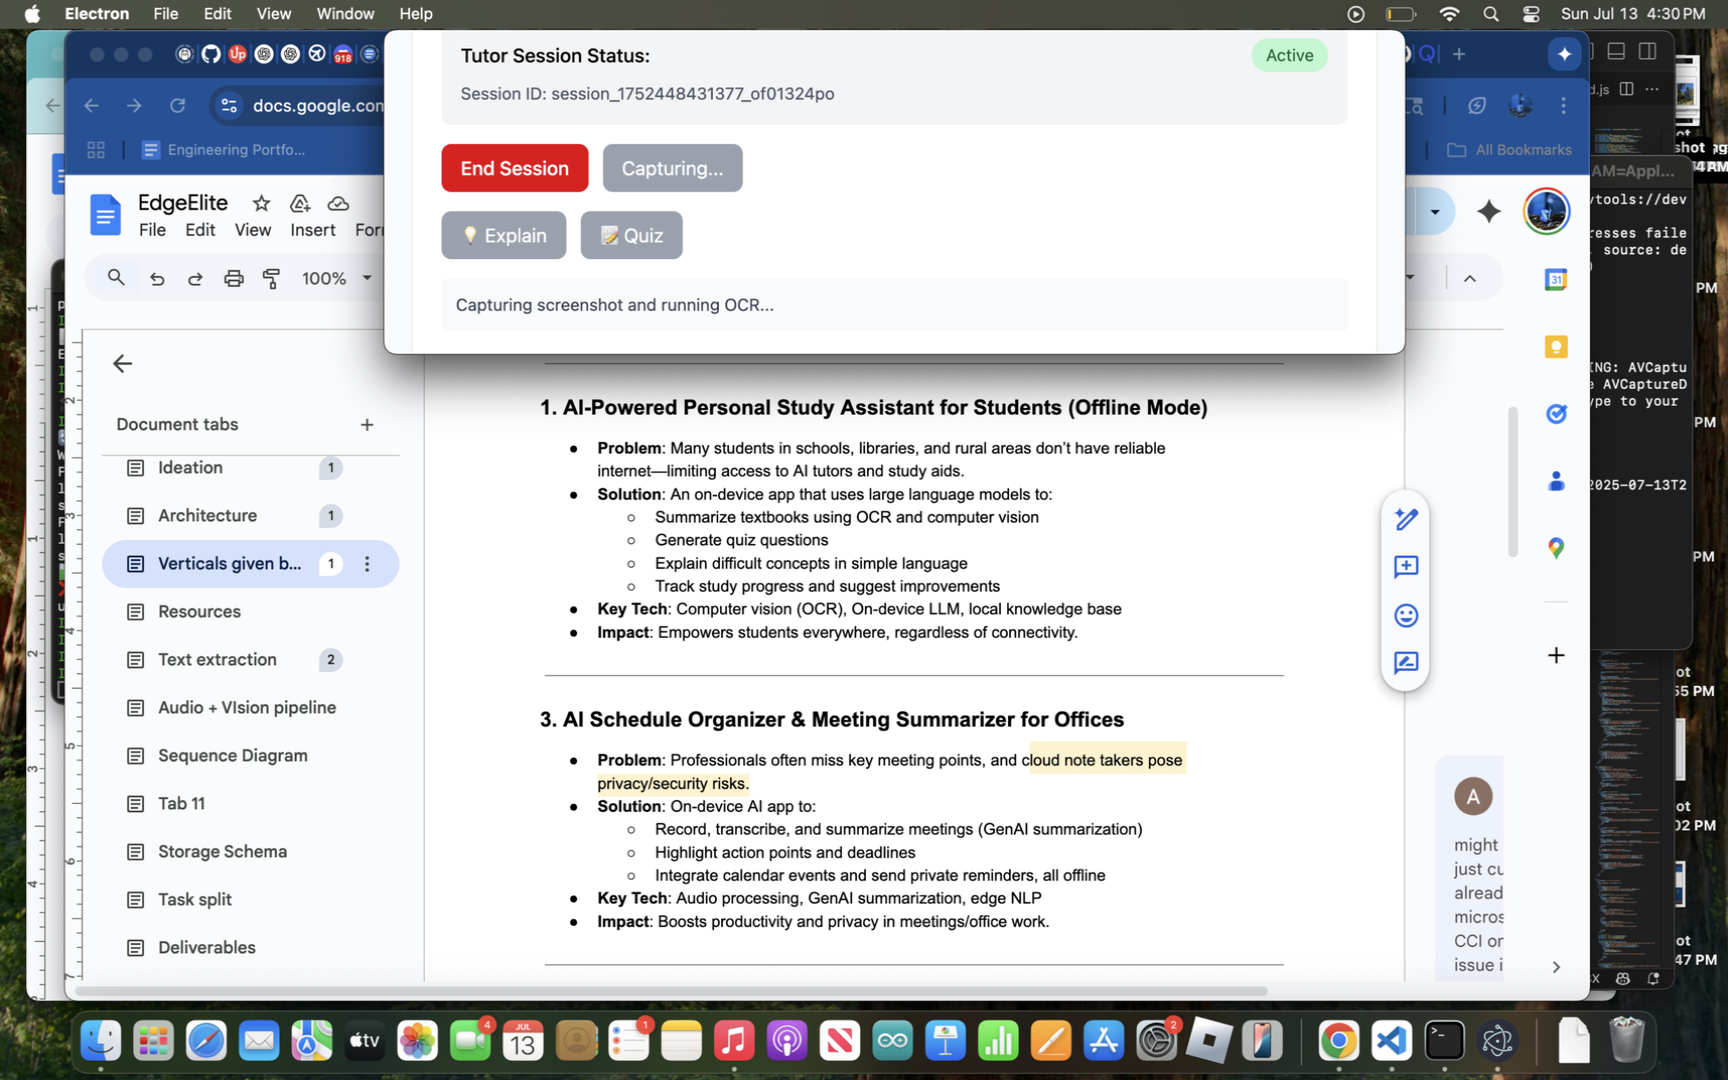 Electron File Edit View Window Help
Sun Jul 13 4:30 PM
Tutor Session Status:
Active
Session ID: session_1752448431377_of01324po
End Session
Capturing...
💡 Explain
📝 Quiz
Capturing screenshot and running OCR...
Up
918
docs.google.com
Engineering Portfo...
All Bookmarks
EdgeElite
File Edit View Insert
100%
Document tabs
Ideation 1
Architecture 1
Verticals given b... 1
Resources
Text extraction 2
Audio + VIsion pipeline
Sequence Diagram
Tab 11
Storage Schema
Task split
Deliverables
1. AI-Powered Personal Study Assistant for Students (Offline Mode)
● Problem: Many students in schools, libraries, and rural areas don’t have reliable
internet—limiting access to AI tutors and study aids.
● Solution: An on-device app that uses large language models to:
○ Summarize textbooks using OCR and computer vision
○ Generate quiz questions
○ Explain difficult concepts in simple language
○ Track study progress and suggest improvements
● Key Tech: Computer vision (OCR), On-device LLM, local knowledge base
● Impact: Empowers students everywhere, regardless of connectivity.
3. AI Schedule Organizer & Meeting Summarizer for Offices
● Problem: Professionals often miss key meeting points, and cloud note takers pose
privacy/security risks.
● Solution: On-device AI app to:
○ Record, transcribe, and summarize meetings (GenAI summarization)
○ Highlight action points and deadlines
○ Integrate calendar events and send private reminders, all offline
● Key Tech: Audio processing, GenAI summarization, edge NLP
● Impact: Boosts productivity and privacy in meetings/office work.
31
A
might
just cu
alread
micros
CCI or
issue i
d.js
AM=Appl...
/tools://dev
resses faile
source: de
ING: AVCaptu
e AVCaptureD
ype to your
2025-07-13T2
PM
PM
PM
ot
55 PM
ot
02 PM
ot
47 PM
tv
4
JUL
13
1
2